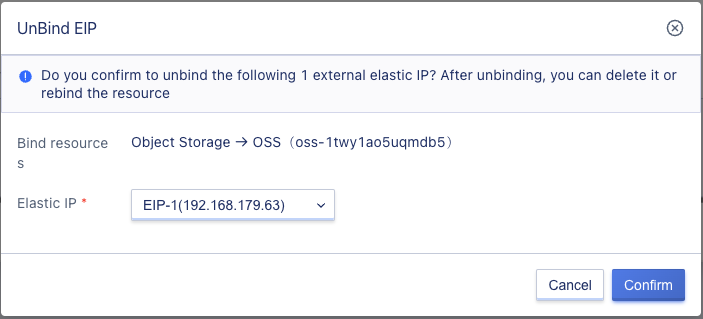 UnBind EIP
Do you confirm to unbind the following 1 external elastic IP? After unbinding, you can delete it or
rebind the resource
Bind resource
s
Object Storage → OSS（oss-1twy1ao5uqmdb5）
Elastic IP *
EIP-1(192.168.179.63)
Cancel
Confirm